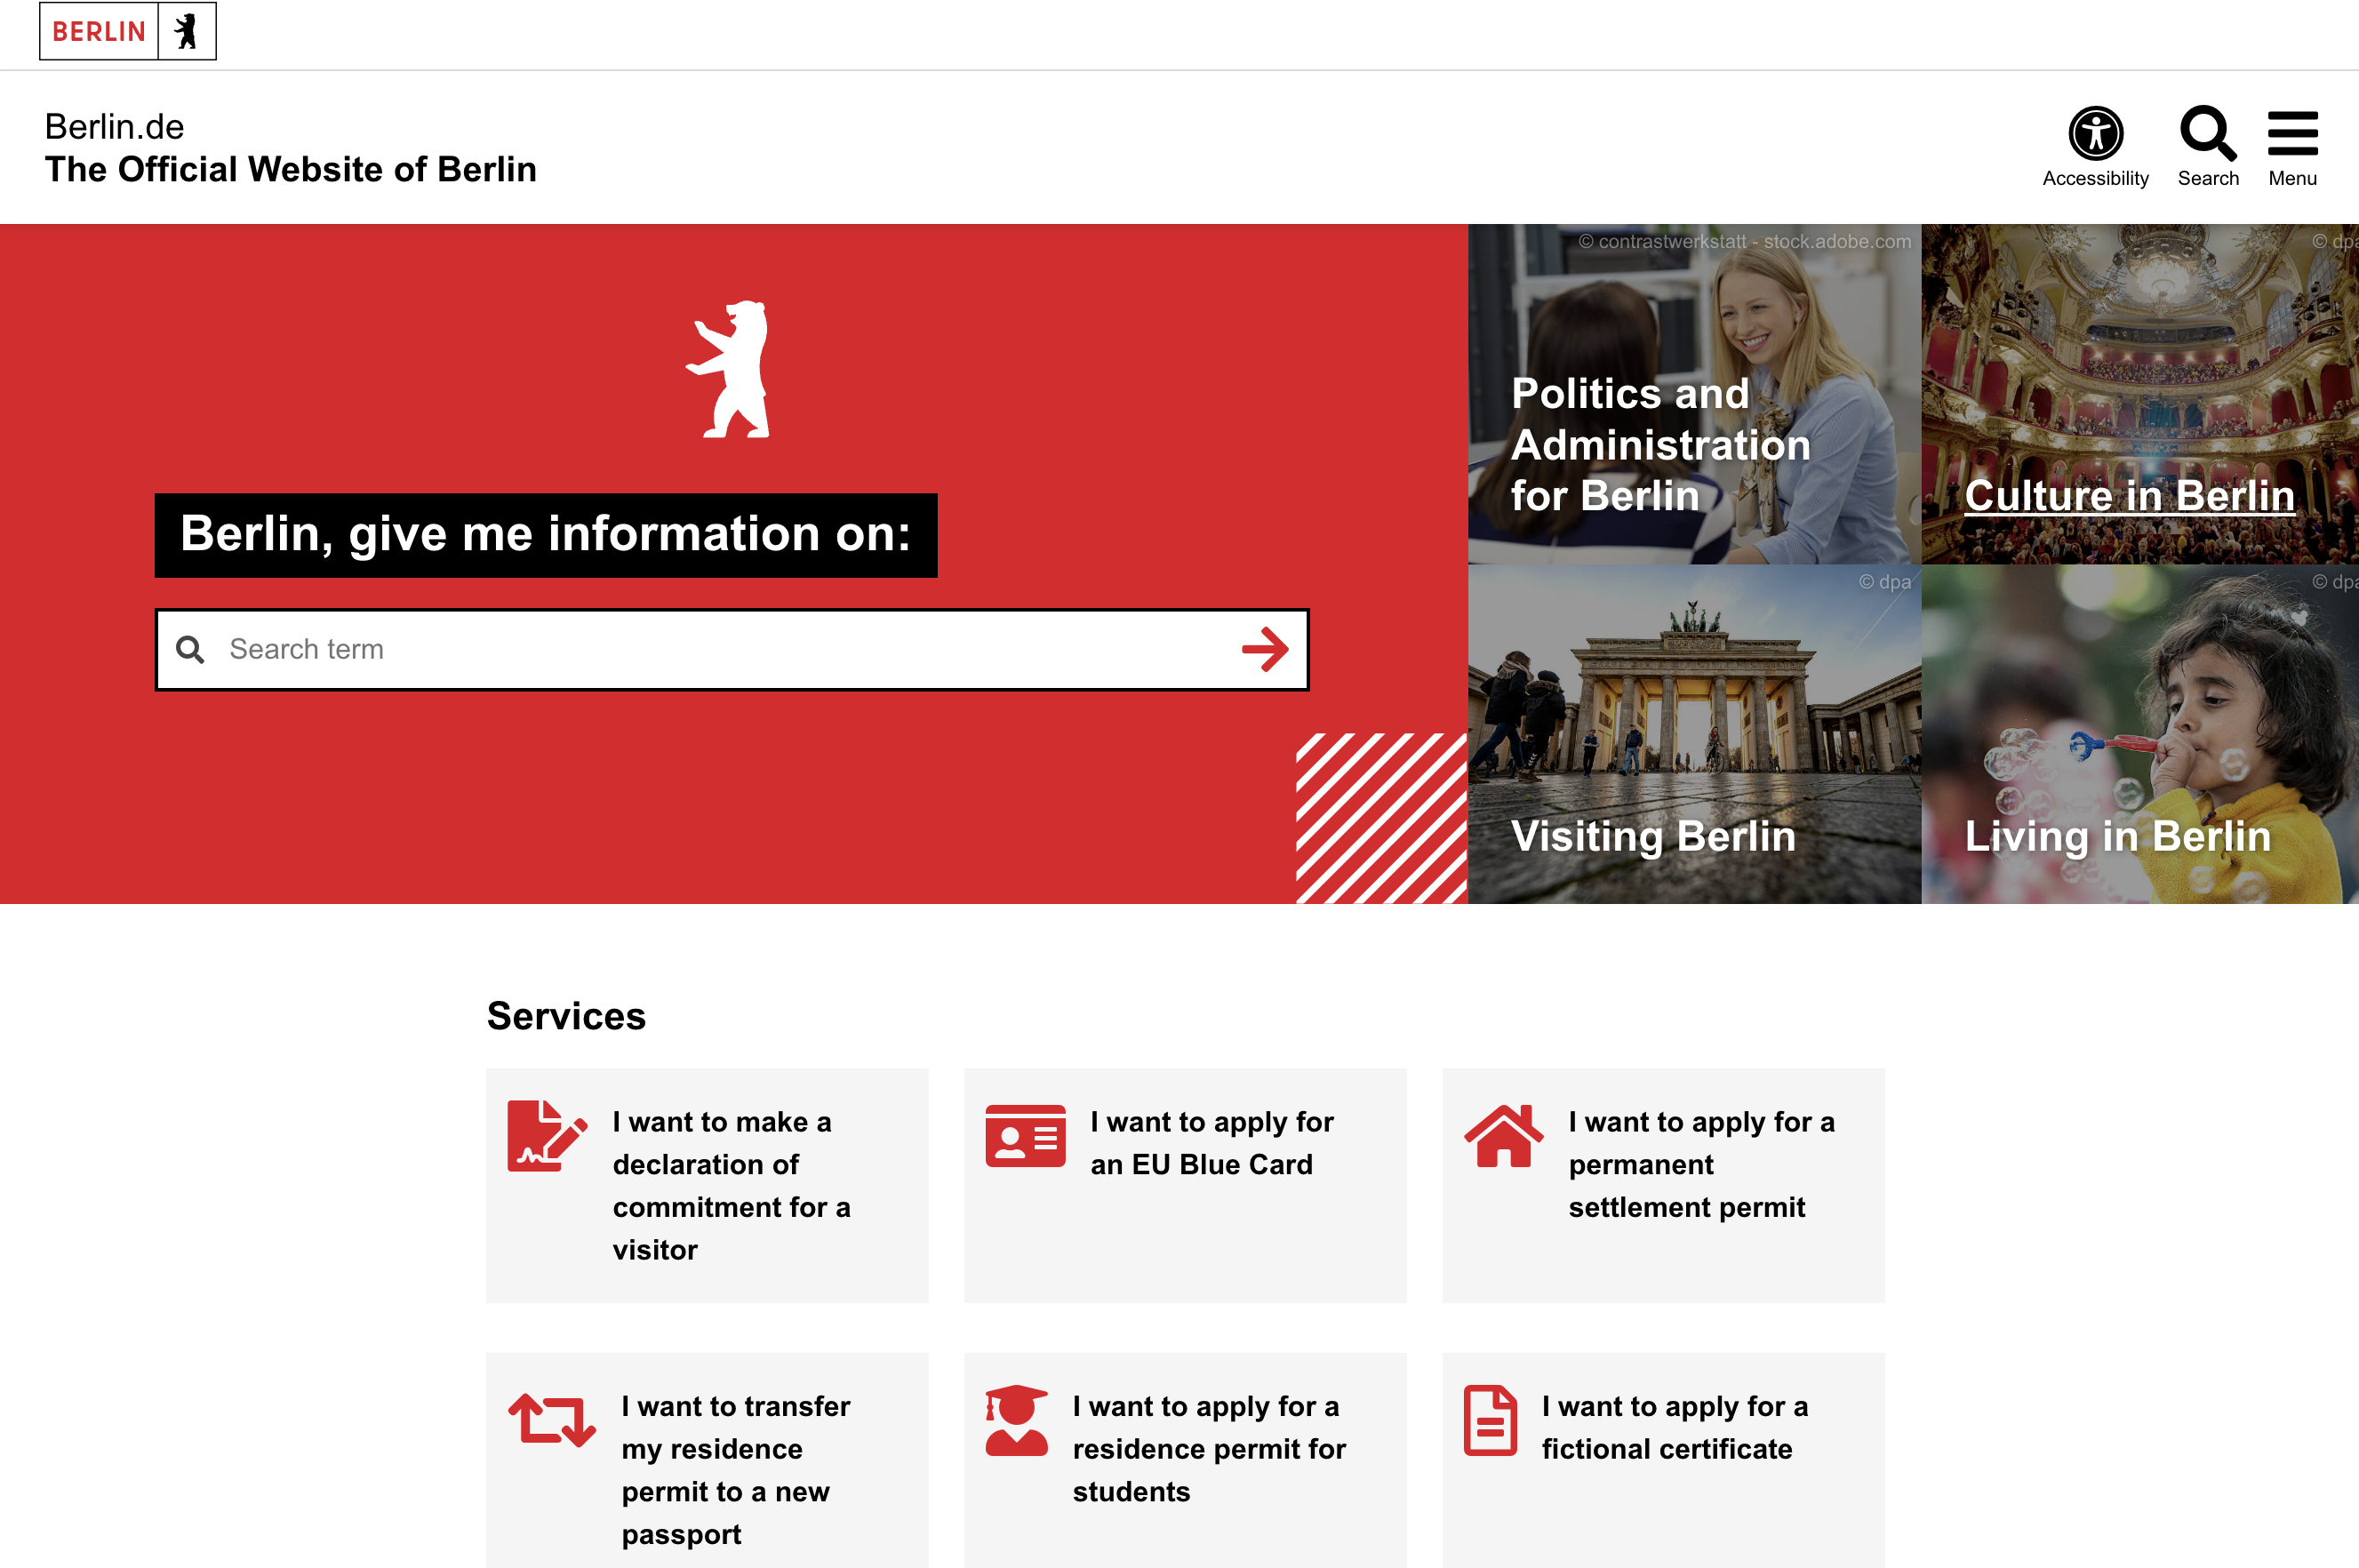 BERLIN
Berlin.de
The Official Website of Berlin
Accessibility
Search
Menu
Berlin, give me information on:
Search term
© contrastwerkstatt - stock.adobe.com
Politics and
Administration
for Berlin
© dpa
Culture in Berlin
© dpa
Visiting Berlin
© dpa
Living in Berlin
Services
I want to make a
declaration of
commitment for a
visitor
I want to apply for
an EU Blue Card
I want to apply for a
permanent
settlement permit
I want to transfer
my residence
permit to a new
passport
I want to apply for a
residence permit for
students
I want to apply for a
fictional certificate